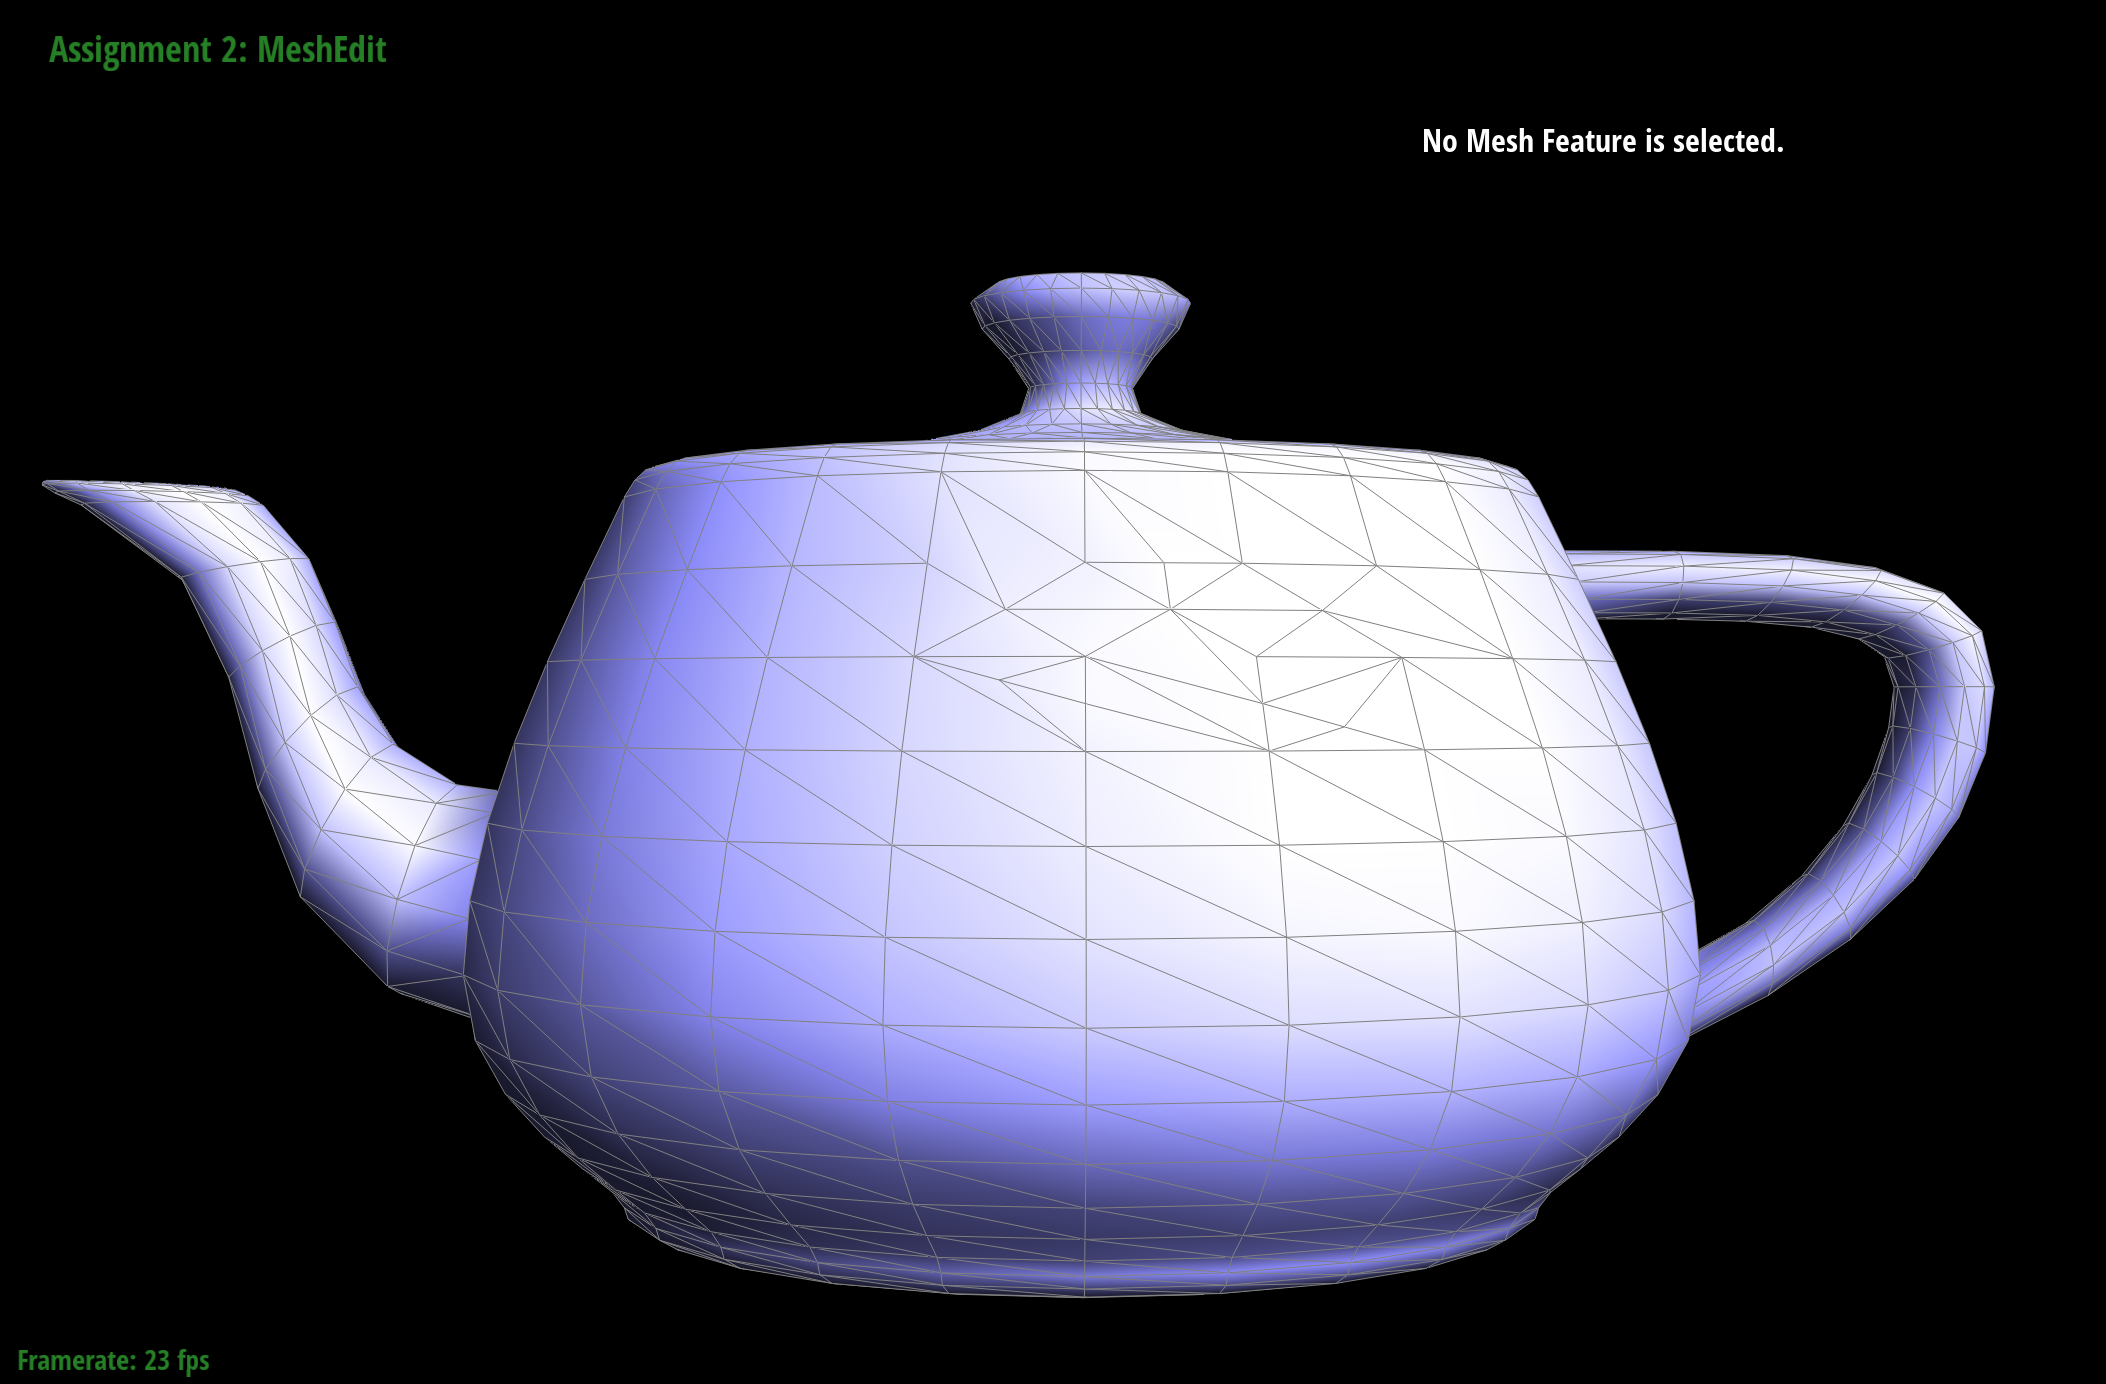 Assignment 2: MeshEdit
No Mesh Feature is selected.
Framerate: 23 fps